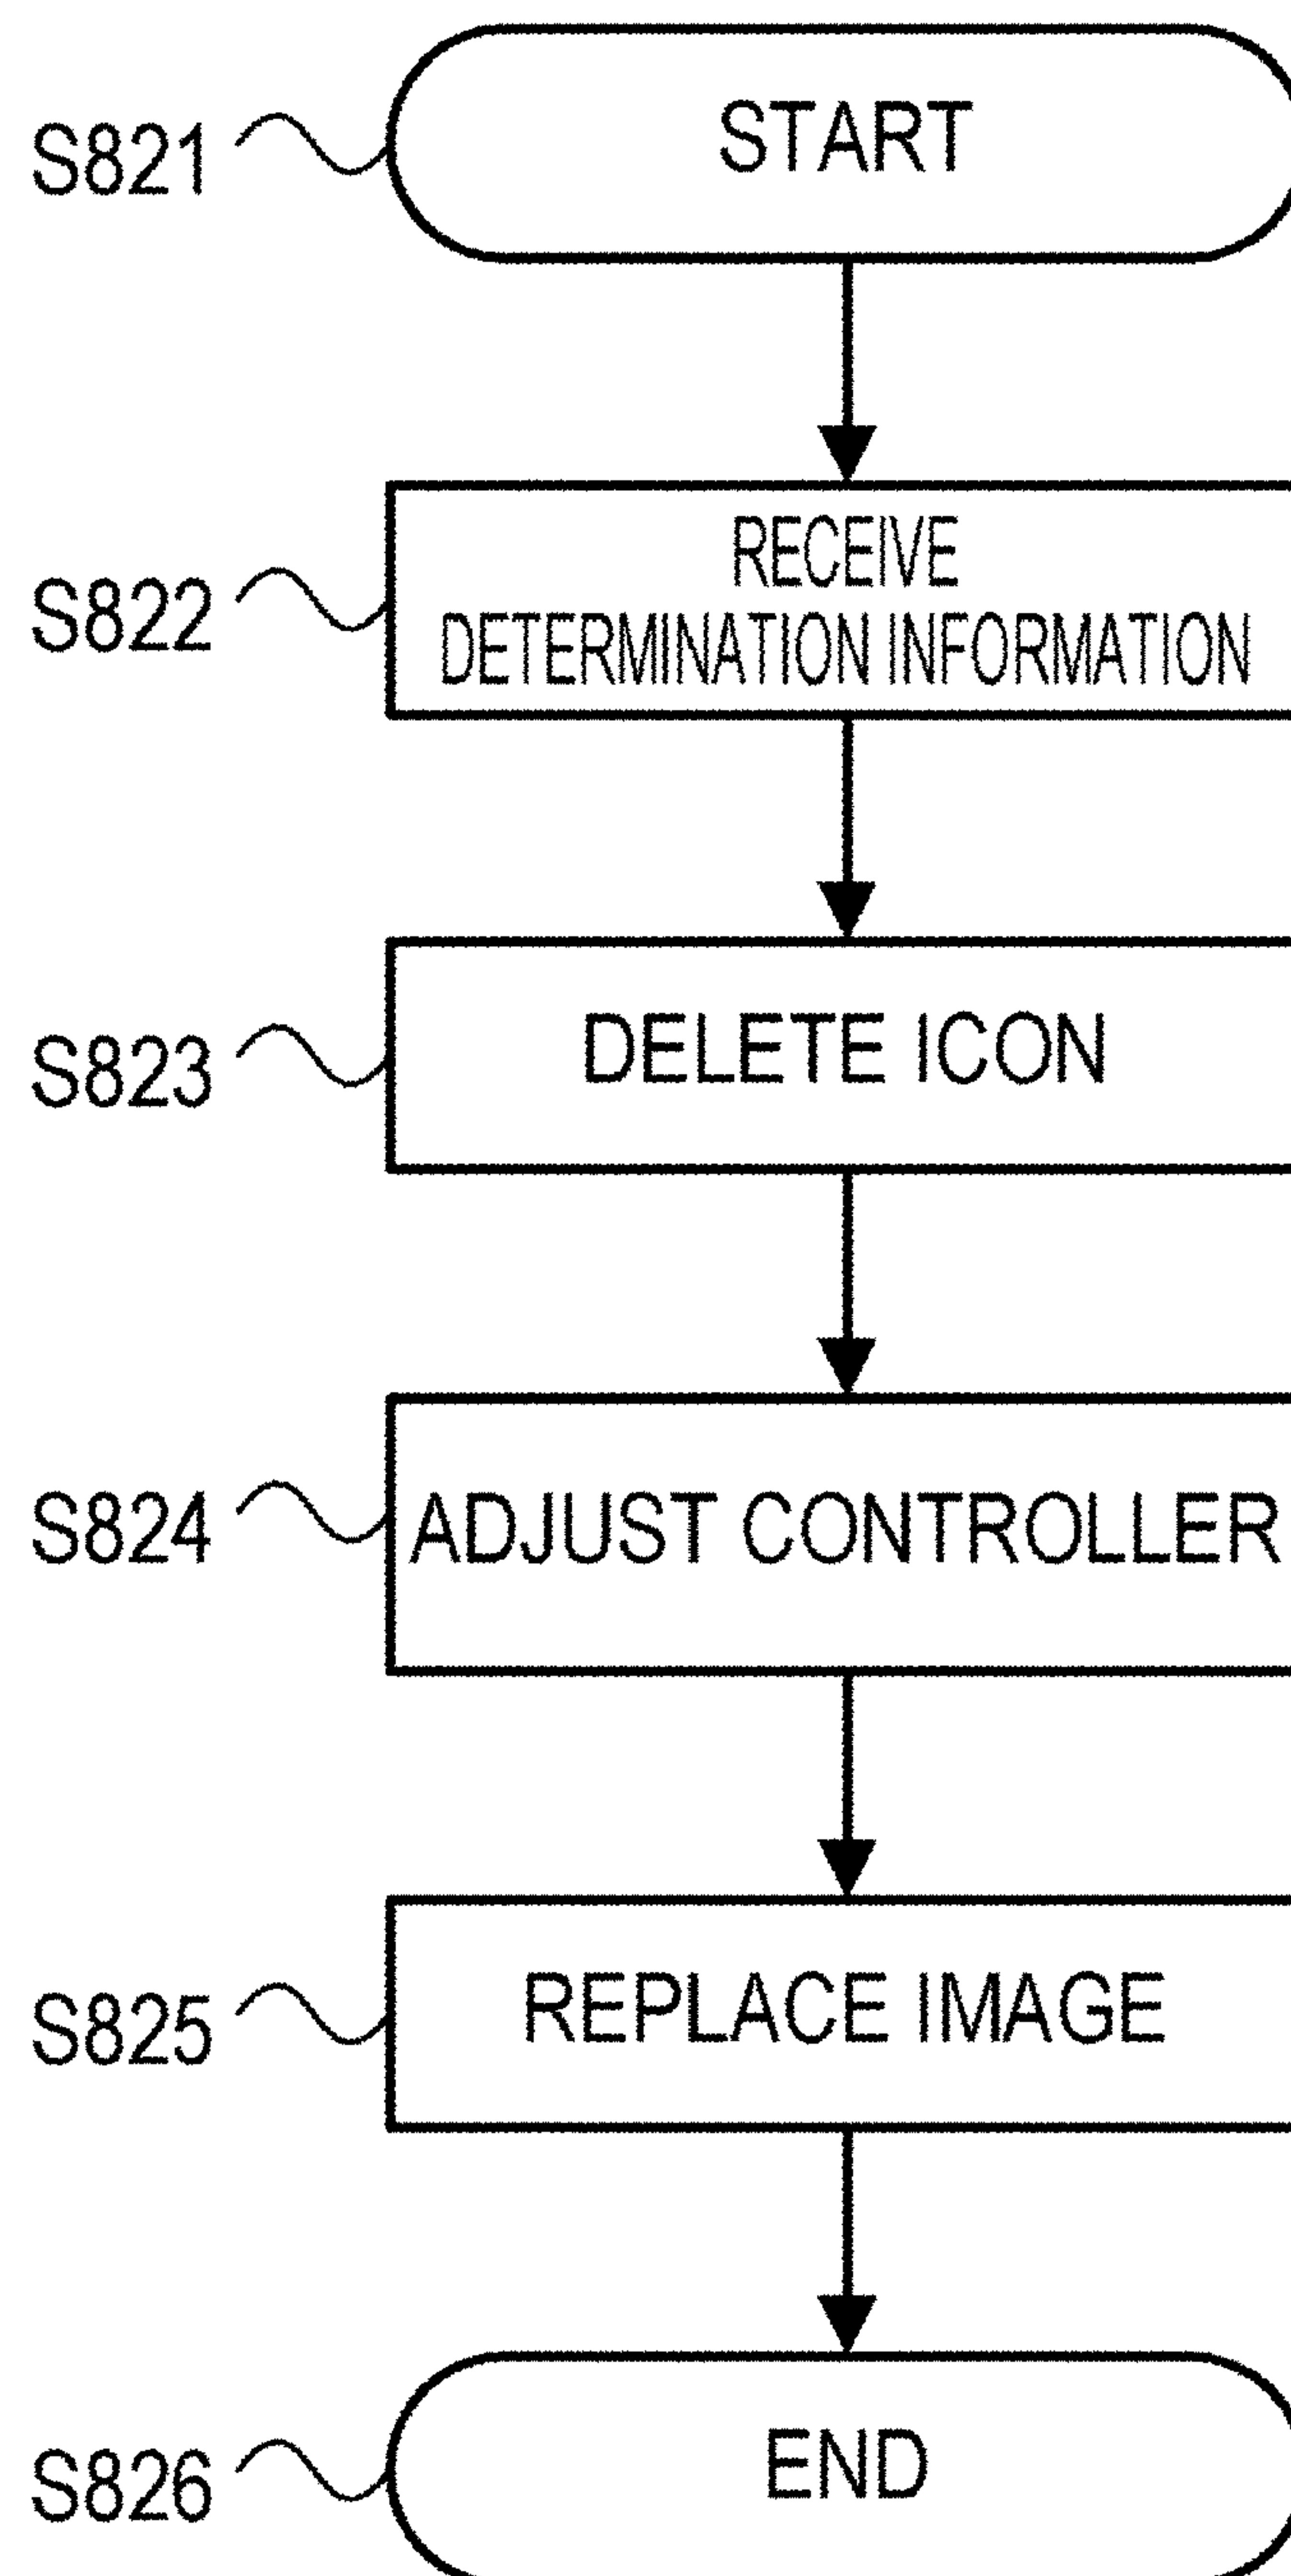 S821
START
S822
RECEIVE
DETERMINATION INFORMATION
S823
DELETE ICON
S824
ADJUST CONTROLLER
S825
REPLACE IMAGE
S826
END